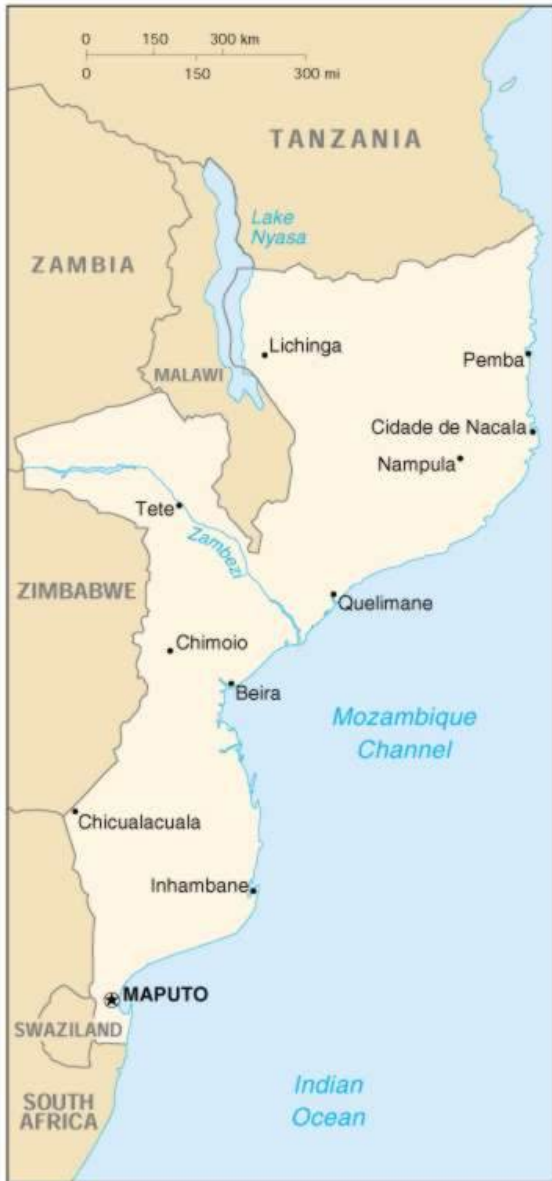 0 150 300 km
0 150 300 mi
TANZANIA
Lake
Nyasa
ZAMBIA
Lichinga
Pemba
MALAWI
Cidade de Nacala
Nampula
Tete
Zambezi
ZIMBABWE
Quelimane
Chimoio
Beira
Mozambique
Channel
Chicualacuala
Inhambane
MAPUTO
SWAZILAND
SOUTH
AFRICA
Indian
Ocean